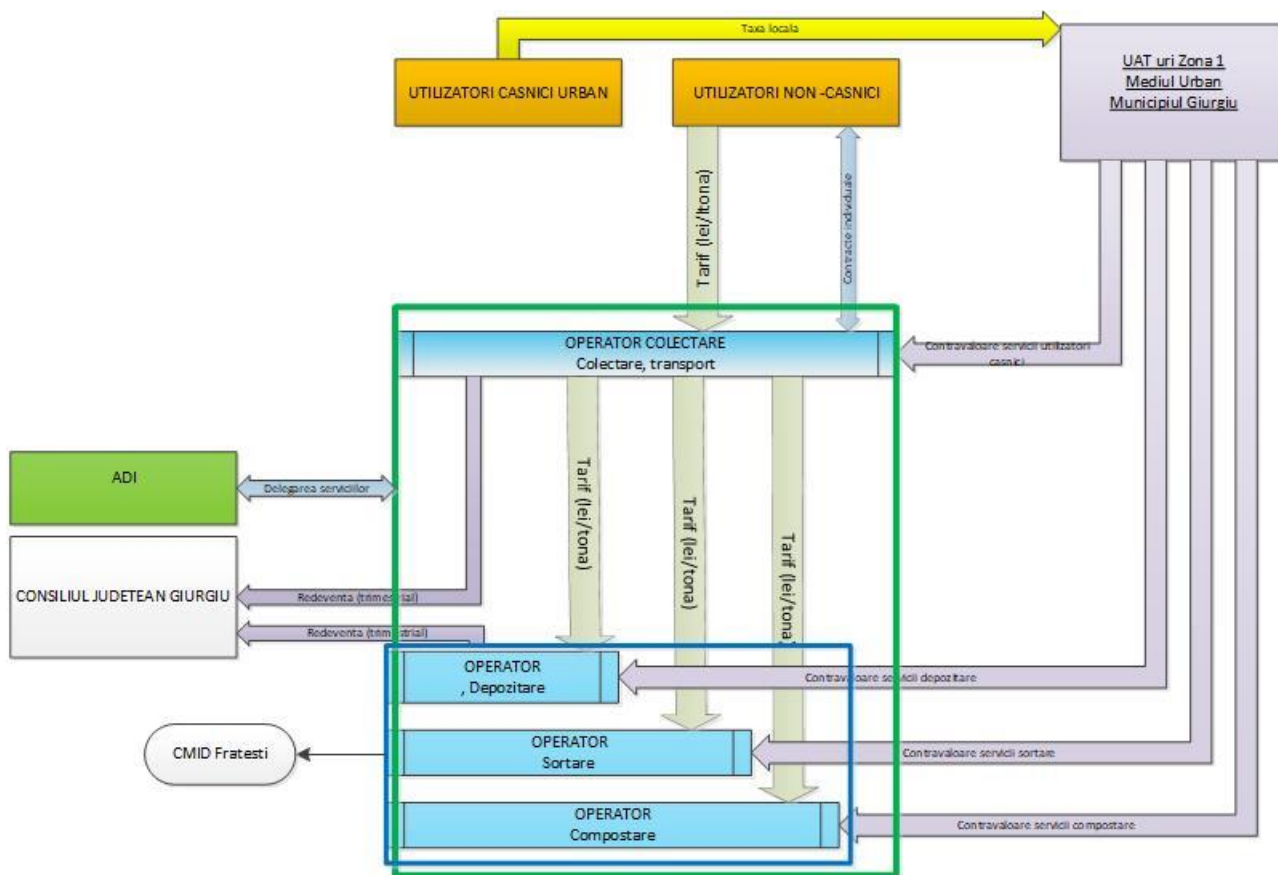 Taxa locala
UTILIZATORI CASNICI URBAN
UTILIZATORI NON -CASNICI
UAT uri Zona 1
Mediul Urban
Municipiul Giurgiu
Tarif (lei/ltona)
Contracte individuale
OPERATOR COLECTARE
Colectare, transport
Contravaloare servicii utilizatori
casnici
ADI
Delegarea serviciilor
Tarif (lei/tona)
Tarif (lei/tona)
Tarif (lei/tona)
CONSILIUL JUDETEAN GIURGIU
Redeventa (trimestrial)
Redeventa (trimestrial)
OPERATOR
, Depozitare
Contravaloare servicii depozitare
CMID Fratesti
OPERATOR
Sortare
Contravaloare servicii sortare
OPERATOR
Compostare
Contravaloare servicii compostare